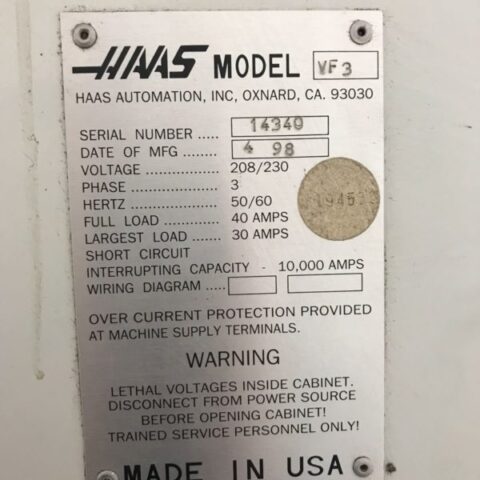 HAAS MODEL VF3
HAAS AUTOMATION, INC, OXNARD, CA. 93030
SERIAL NUMBER ..... 14340
DATE OF MFG ........ 4 98
VOLTAGE ............... 208/230
PHASE .................. 3
HERTZ .................. 50/60
FULL LOAD ............ 40 AMPS
LARGEST LOAD ....... 30 AMPS
SHORT CIRCUIT
INTERRUPTING CAPACITY - 10,000 AMPS
WIRING DIAGRAM .....
OVER CURRENT PROTECTION PROVIDED
AT MACHINE SUPPLY TERMINALS.
WARNING
LETHAL VOLTAGES INSIDE CABINET.
DISCONNECT FROM POWER SOURCE
BEFORE OPENING CABINET!
TRAINED SERVICE PERSONNEL ONLY!
MADE IN USA